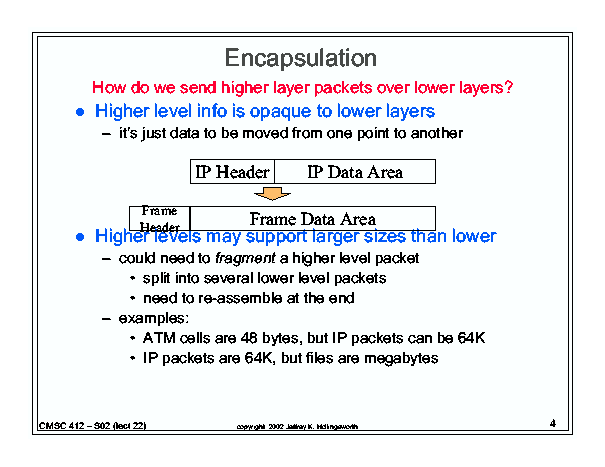 Encapsulation
How do we send higher layer packets over lower layers?
● Higher level info is opaque to lower layers
– it's just data to be moved from one point to another
IP Header IP Data Area
Frame Header Frame Data Area
● Higher levels may support larger sizes than lower
– could need to fragment a higher level packet
• split into several lower level packets
• need to re-assemble at the end
– examples:
• ATM cells are 48 bytes, but IP packets can be 64K
• IP packets are 64K, but files are megabytes
CMSC 412 – S02 (lect 22) copyright 2002 Jeffrey K. Hollingsworth 4